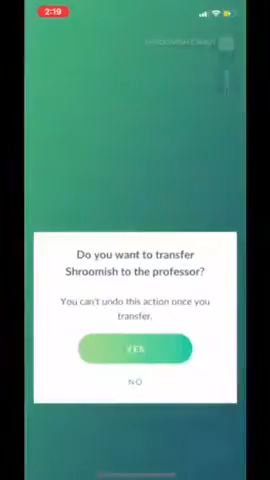 2:19
Do you want to transfer
Shroomish to the professor?
You can't undo this action once you
transfer.
YES
NO